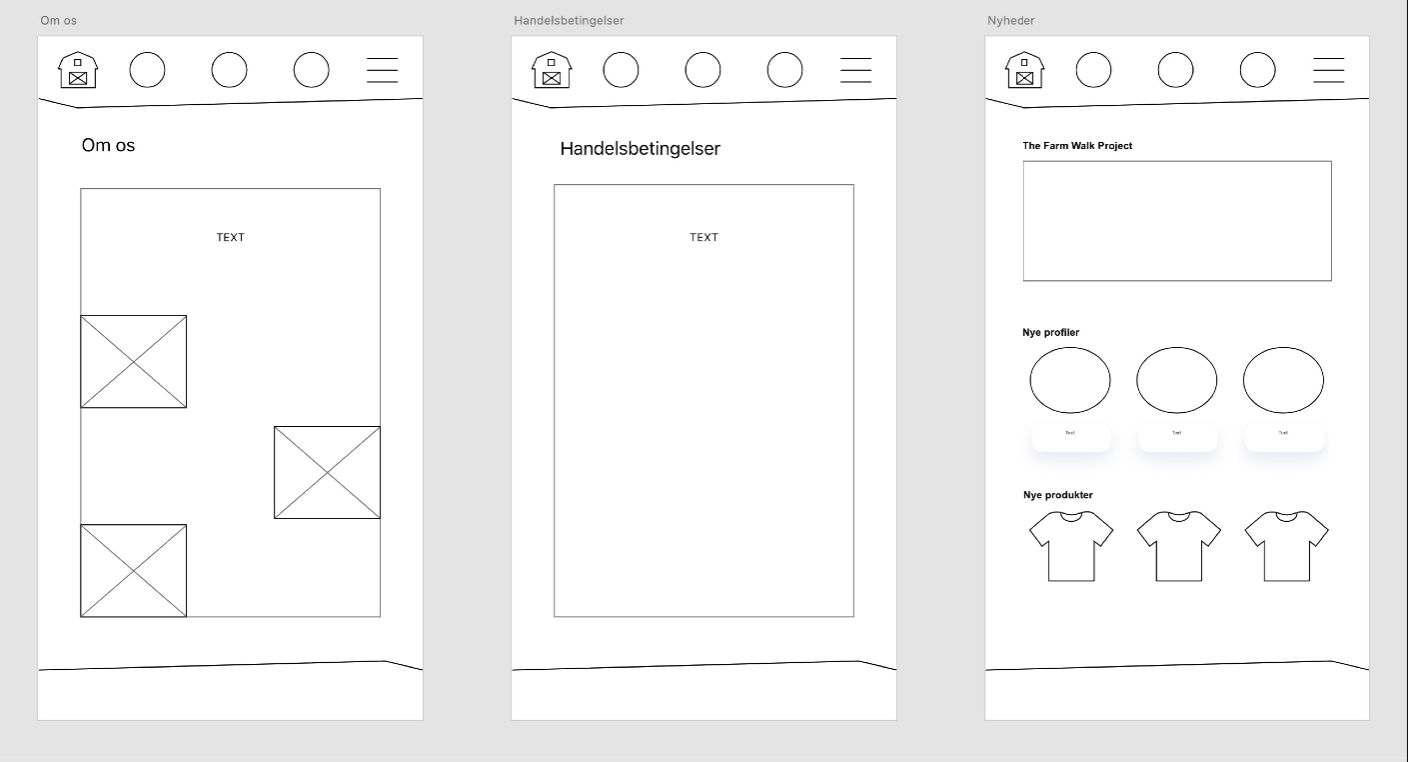 Om os
Handelsbetingelser
Nyheder
Om os
TEXT
Handelsbetingelser
TEXT
The Farm Walk Project
Nye profiler
Text
Text
Text
Nye produkter